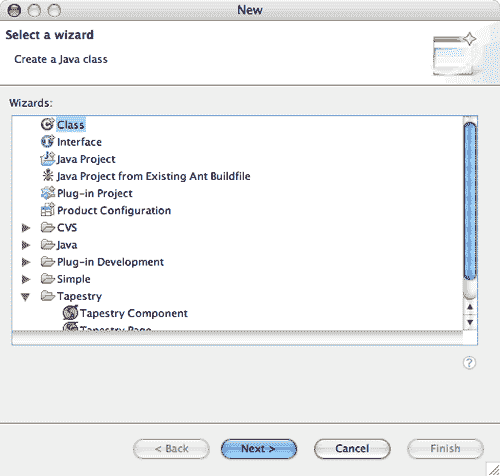 New
Select a wizard
Create a Java class
Wizards:
Class
Interface
Java Project
Java Project from Existing Ant Buildfile
Plug-in Project
Product Configuration
CVS
Java
Plug-in Development
Simple
Tapestry
Tapestry Component
Tapestry Page
?
< Back Next > Cancel Finish